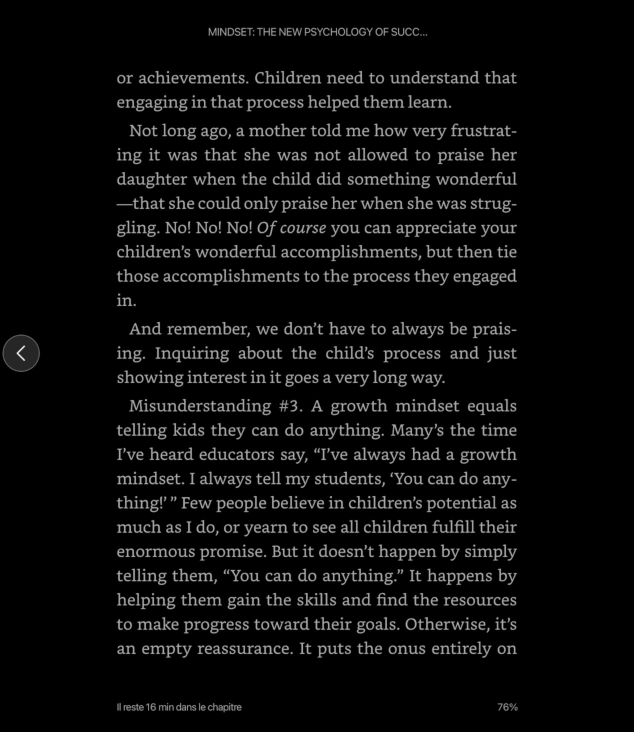 MINDSET: THE NEW PSYCHOLOGY OF SUCC...
or achievements. Children need to understand that
engaging in that process helped them learn.
Not long ago, a mother told me how very frustrat-
ing it was that she was not allowed to praise her
daughter when the child did something wonderful
—that she could only praise her when she was strug-
gling. No! No! No! Of course you can appreciate your
children's wonderful accomplishments, but then tie
those accomplishments to the process they engaged
in.
And remember, we don't have to always be prais-
ing. Inquiring about the child's process and just
showing interest in it goes a very long way.
Misunderstanding #3. A growth mindset equals
telling kids they can do anything. Many's the time
I've heard educators say, “I've always had a growth
mindset. I always tell my students, ‘You can do any-
thing!’ ” Few people believe in children's potential as
much as I do, or yearn to see all children fulfill their
enormous promise. But it doesn't happen by simply
telling them, “You can do anything.” It happens by
helping them gain the skills and find the resources
to make progress toward their goals. Otherwise, it's
an empty reassurance. It puts the onus entirely on
Il reste 16 min dans le chapitre
76%